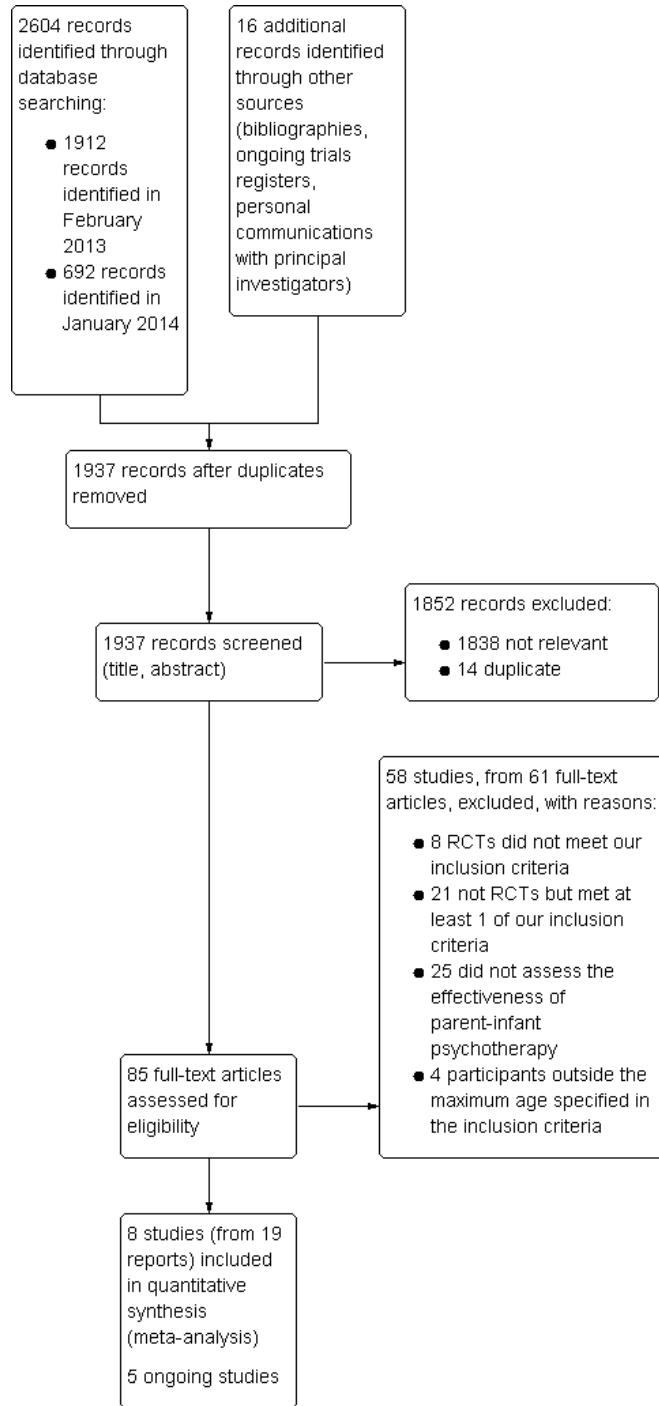 2604 records
identified through
database
searching:
● 1912
records
identified in
February
2013
● 692 records
identified in
January 2014
16 additional
records identified
through other
sources
(bibliographies,
ongoing trials
registers,
personal
communications
with principal
investigators)
1937 records after duplicates
removed
1937 records screened
(title, abstract)
1852 records excluded:
● 1838 not relevant
● 14 duplicate
58 studies, from 61 full-text
articles, excluded, with reasons:
● 8 RCTs did not meet our
inclusion criteria
● 21 not RCTs but met at
least 1 of our inclusion
criteria
● 25 did not assess the
effectiveness of
parent-infant
psychotherapy
● 4 participants outside the
maximum age specified in
the inclusion criteria
85 full-text articles
assessed for
eligibility
8 studies (from 19
reports) included
in quantitative
synthesis
(meta-analysis)
5 ongoing studies